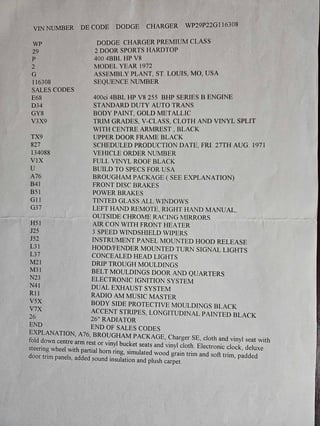 VIN NUMBER DE CODE DODGE CHARGER WP29P22G116308
WP DODGE CHARGER PREMIUM CLASS
29 2 DOOR SPORTS HARDTOP
P 400 4BBL HP V8
2 MODEL YEAR 1972
G ASSEMBLY PLANT, ST. LOUIS, MO, USA
116308 SEQUENCE NUMBER
SALES CODES
E68 400ci 4BBL HP V8 255 BHP SERIES B ENGINE
D34 STANDARD DUTY AUTO TRANS
GY8 BODY PAINT, GOLD METALLIC
V3X9 TRIM GRADES, V-CLASS, CLOTH AND VINYL SPLIT
WITH CENTRE ARMREST , BLACK
TX9 UPPER DOOR FRAME BLACK
827 SCHEDULED PRODUCTION DATE, FRI 27TH AUG. 1971
134088 VEHICLE ORDER NUMBER
V1X FULL VINYL ROOF BLACK
U BUILD TO SPECS FOR USA
A76 BROUGHAM PACKAGE ( SEE EXPLANATION)
B41 FRONT DISC BRAKES
B51 POWER BRAKES
G11 TINTED GLASS ALL WINDOWS
G37 LEFT HAND REMOTE, RIGHT HAND MANUAL,
OUTSIDE CHROME RACING MIRRORS
H51 AIR CON WITH FRONT HEATER
J25 3 SPEED WINDSHIELD WIPERS
J52 INSTRUMENT PANEL MOUNTED HOOD RELEASE
L31 HOOD/FENDER MOUNTED TURN SIGNAL LIGHTS
L37 CONCEALED HEAD LIGHTS
M21 DRIP TROUGH MOULDINGS
M31 BELT MOULDINGS DOOR AND QUARTERS
N23 ELECTRONIC IGNITION SYSTEM
N41 DUAL EXHAUST SYSTEM
R11 RADIO AM MUSIC MASTER
V5X BODY SIDE PROTECTIVE MOULDINGS BLACK
V7X ACCENT STRIPES, LONGITUDINAL PAINTED BLACK
26 26" RADIATOR
END END OF SALES CODES
EXPLANATION, A76, BROUGHAM PACKAGE, Charger SE, cloth and vinyl seat with
fold down centre arm rest or vinyl bucket seats and vinyl cloth. Electronic clock, deluxe
steering wheel with partial horn ring, simulated wood grain trim and soft trim, padded
door trim panels, added sound insulation and plush carpet